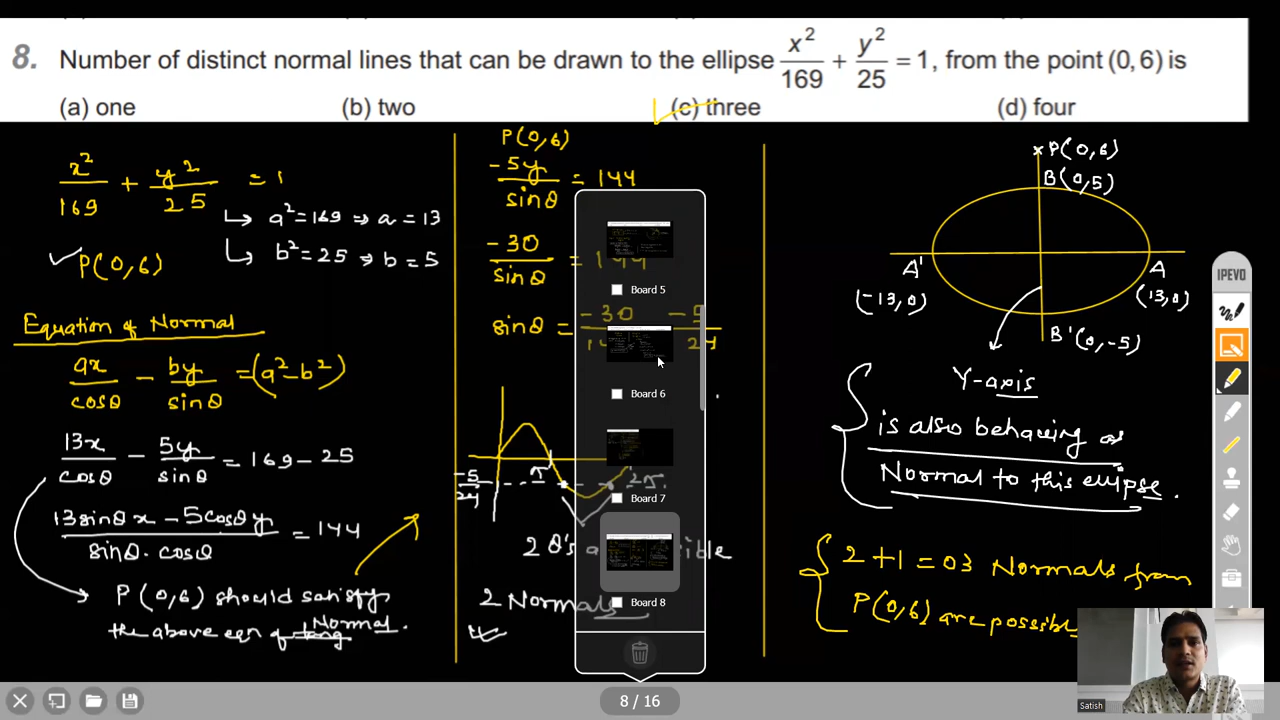 8. Number of distinct normal lines that can be drawn to the ellipse x²/169 + y²/25 = 1, from the point (0, 6) is
(a) one (b) two (c) three (d) four
x²/169 + y²/25 = 1
↳ a² = 169 ⇒ a = 13
↳ b² = 25 ⇒ b = 5
P(0,6)
Equation of Normal
ax/cosθ - by/sinθ = (a² - b²)
13x/cosθ - 5y/sinθ = 169 - 25
13sinθ x - 5cosθ y / sinθ. cosθ = 144
P(0,6) should satisfy
the above eqn of Normal.
P(0,6)
-5y/sinθ = 144
-30/sinθ = 144
sinθ = -30
-5/24
π
2π
2 θ's
2 Normals
Board 5
Board 6
Board 7
Board 8
P(0,6)
B(0,5)
A'
(-13,0)
A
(13,0)
B'(0,-5)
Y-axis
is also behaving as
Normal to this ellipse.
2 + 1 = 03 Normals from
P(0,6) are possible
IPEVO
Satish
8 / 16